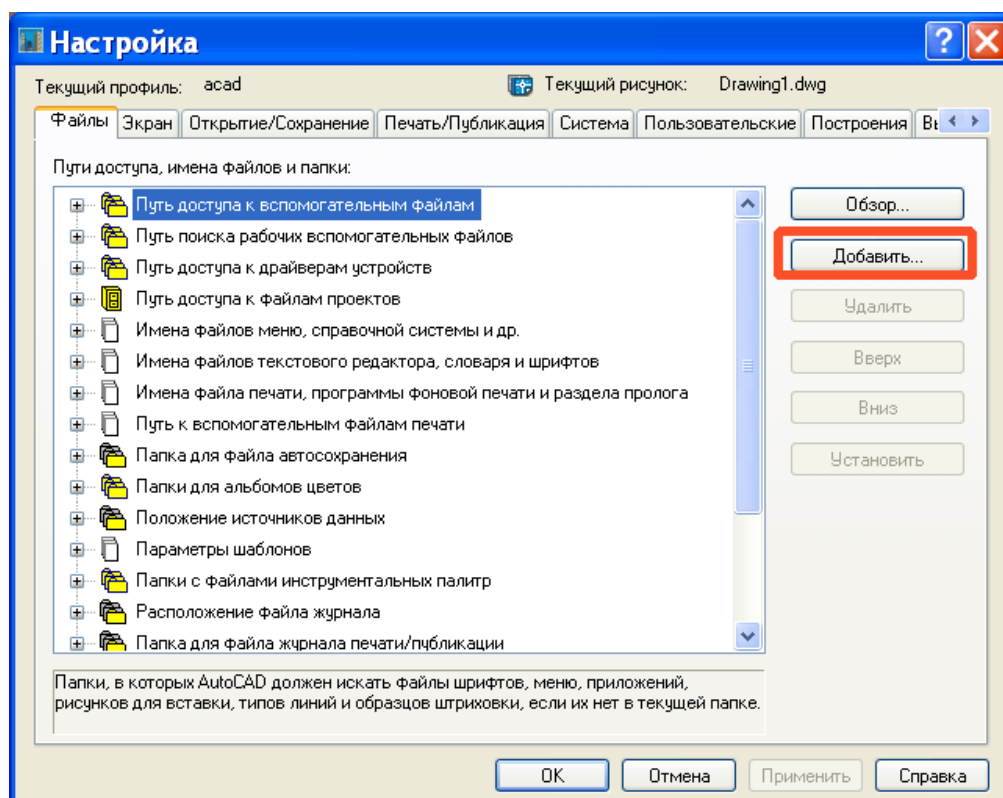 Настройка
Текущий профиль: acad Текущий рисунок: Drawing1.dwg
Файлы Экран Открытие/Сохранение Печать/Публикация Система Пользовательские Построения
Пути доступа, имена файлов и папки:
Путь доступа к вспомогательным файлам
Обзор...
Путь поиска рабочих вспомогательных файлов
Добавить...
Путь доступа к драйверам устройств
Путь доступа к файлам проектов
Удалить
Имена файлов меню, справочной системы и др.
Имена файлов текстового редактора, словаря и шрифтов
Вверх
Имена файла печати, программы фоновой печати и раздела пролога
Вниз
Путь к вспомогательным файлам печати
Папка для файла автосохранения
Установить
Папки для альбомов цветов
Положение источников данных
Параметры шаблонов
Папки с файлами инструментальных палитр
Расположение файла журнала
Папка для файла журнала печати/публикации
Папки, в которых AutoCAD должен искать файлы шрифтов, меню, приложений,
рисунков для вставки, типов линий и образцов штриховки, если их нет в текущей папке.
OK Отмена Применить Справка